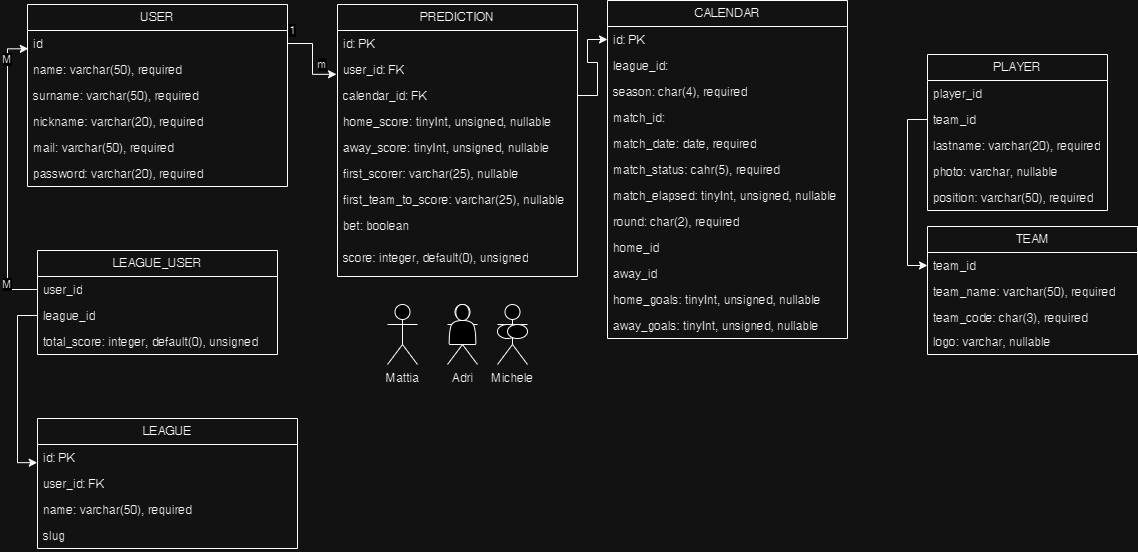 USER
id
name: varchar(50), required
surname: varchar(50), required
nickname: varchar(20), required
mail: varchar(50), required
password: varchar(20), required
M
1
m
PREDICTION
id: PK
user_id: FK
calendar_id: FK
home_score: tinyInt, unsigned, nullable
away_score: tinyInt, unsigned, nullable
first_scorer: varchar(25), nullable
first_team_to_score: varchar(25), nullable
bet: boolean
score: integer, default(0), unsigned
CALENDAR
id: PK
league_id:
season: char(4), required
match_id:
match_date: date, required
match_status: cahr(5), required
match_elapsed: tinyInt, unsigned, nullable
round: char(2), required
home_id
away_id
home_goals: tinyInt, unsigned, nullable
away_goals: tinyInt, unsigned, nullable
PLAYER
player_id
team_id
lastname: varchar(20), required
photo: varchar, nullable
position: varchar(50), required
TEAM
team_id
team_name: varchar(50), required
team_code: char(3), required
logo: varchar, nullable
LEAGUE_USER
M
user_id
league_id
total_score: integer, default(0), unsigned
Mattia
Adri
Michele
LEAGUE
id: PK
user_id: FK
name: varchar(50), required
slug